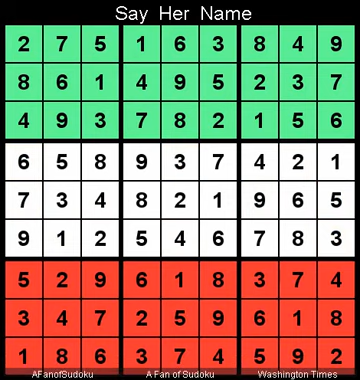 Say Her Name
2 7 5 1 6 3 8 4 9
8 6 1 4 9 5 2 3 7
4 9 3 7 8 2 1 5 6
6 5 8 9 3 7 4 2 1
7 3 4 8 2 1 9 6 5
9 1 2 5 4 6 7 8 3
5 2 9 6 1 8 3 7 4
3 4 7 2 5 9 6 1 8
1 8 6 3 7 4 5 9 2
AFanofSudoku A Fan of Sudoku Washington Times